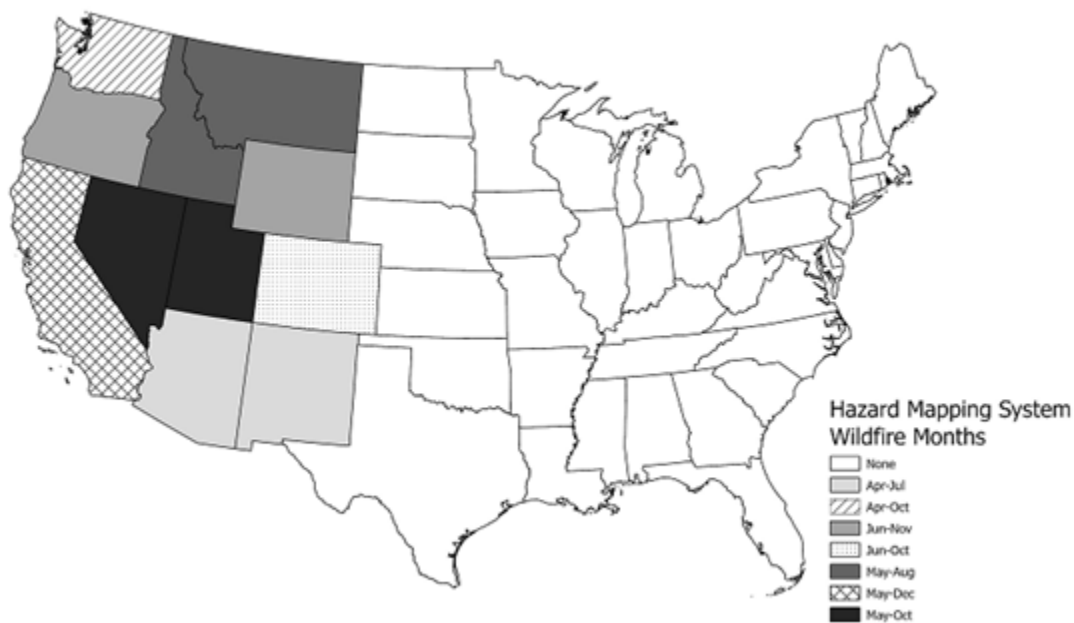 Hazard Mapping System
Wildfire Months
None
Apr-Jul
Apr-Oct
Jun-Nov
Jun-Oct
May-Aug
May-Dec
May-Oct